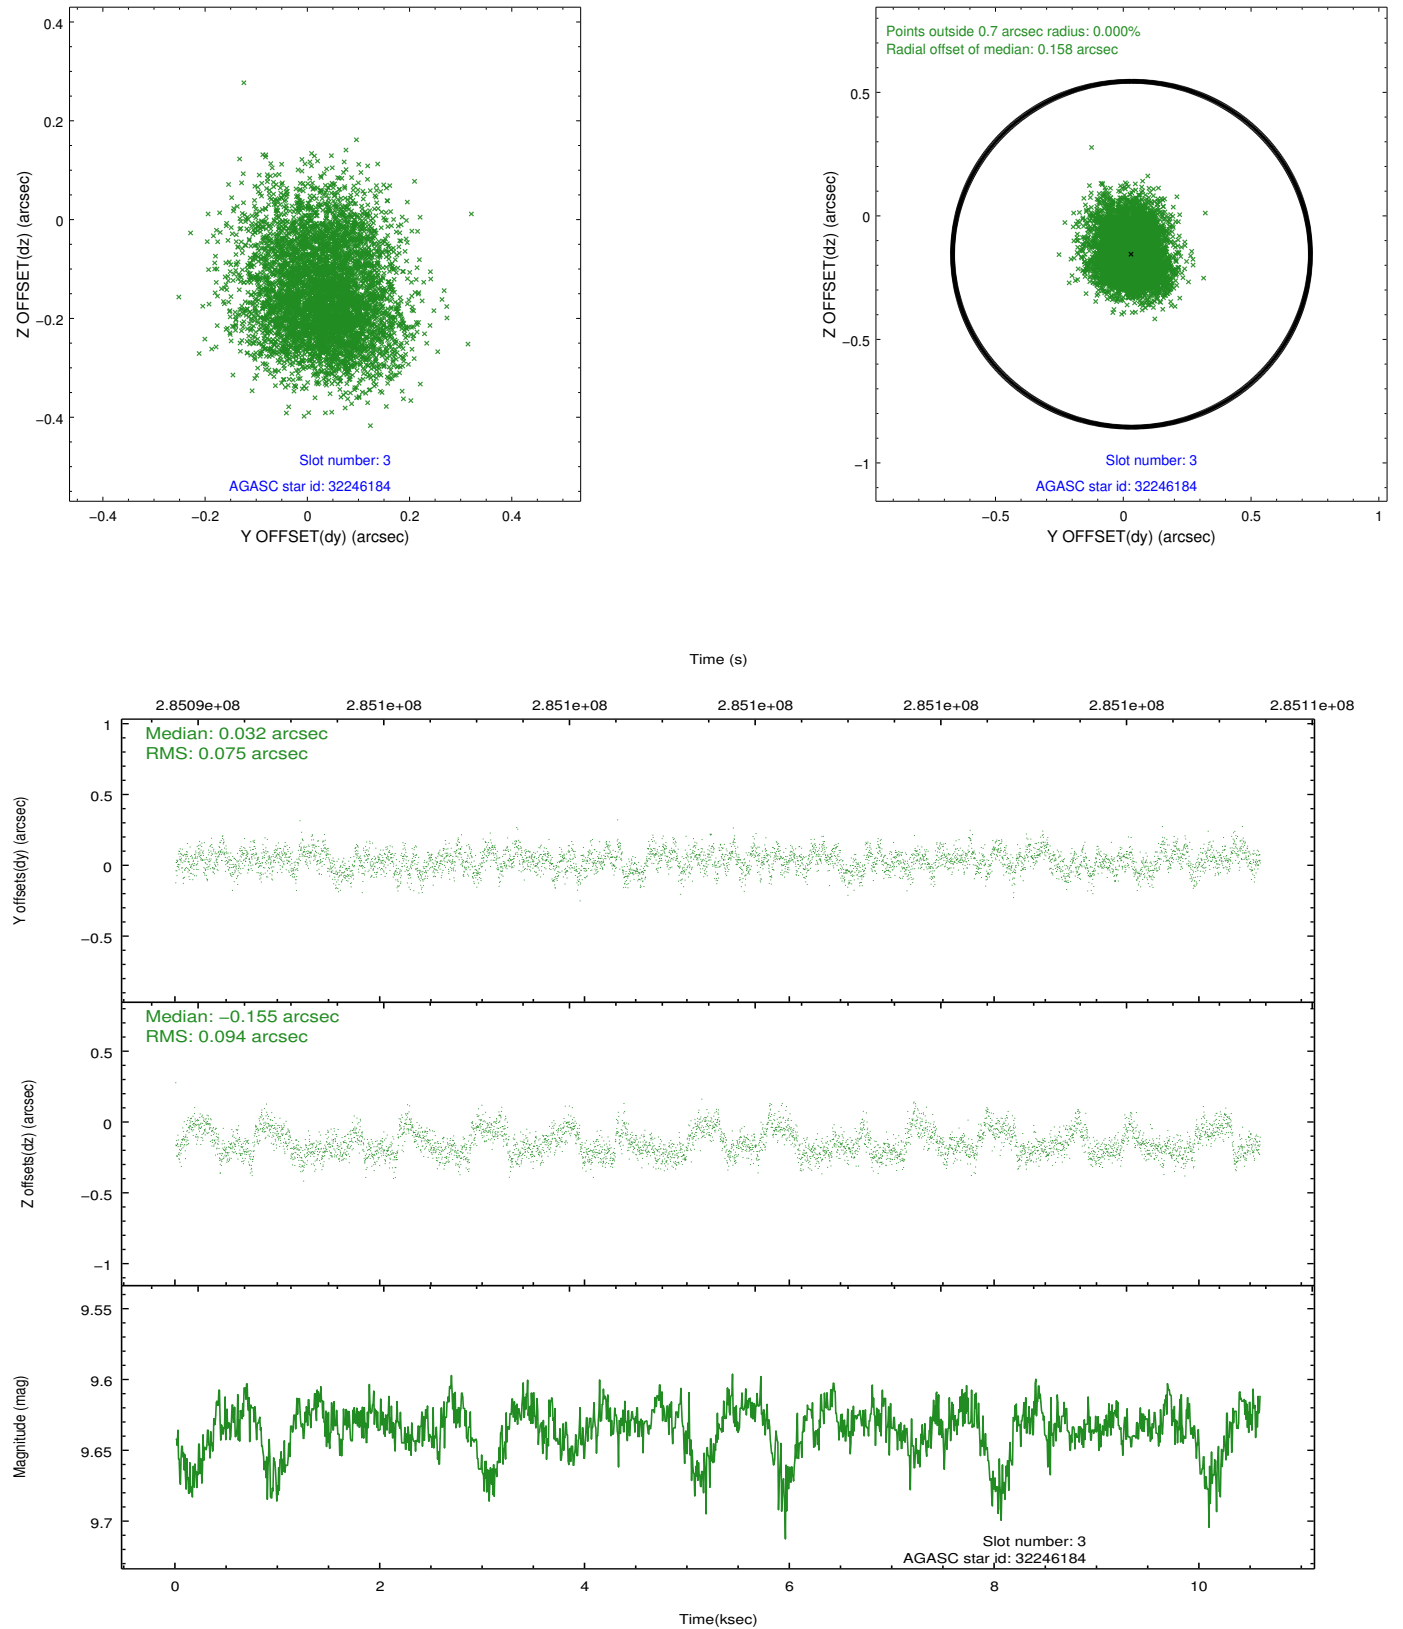 0.4
0.2
0
−0.2
−0.4
Z OFFSET(dz) (arcsec)
Slot number: 3
AGASC star id: 32246184
−0.4 −0.2 0 0.2 0.4
Y OFFSET(dy) (arcsec)
Points outside 0.7 arcsec radius: 0.000%
Radial offset of median: 0.158 arcsec
0.5
0
−0.5
−1
Z OFFSET(dz) (arcsec)
Slot number: 3
AGASC star id: 32246184
−0.5 0 0.5 1
Y OFFSET(dy) (arcsec)
Time (s)
2.8509e+08 2.851e+08 2.851e+08 2.851e+08 2.851e+08 2.851e+08 2.8511e+08
Median: 0.032 arcsec
RMS: 0.075 arcsec
1
0.5
0
−0.5
Y offsets(dy) (arcsec)
Median: −0.155 arcsec
RMS: 0.094 arcsec
0.5
0
−0.5
−1
Z offsets(dz) (arcsec)
9.55
9.6
9.65
9.7
Magnitude (mag)
Slot number: 3
AGASC star id: 32246184
0 2 4 6 8 10
Time(ksec)